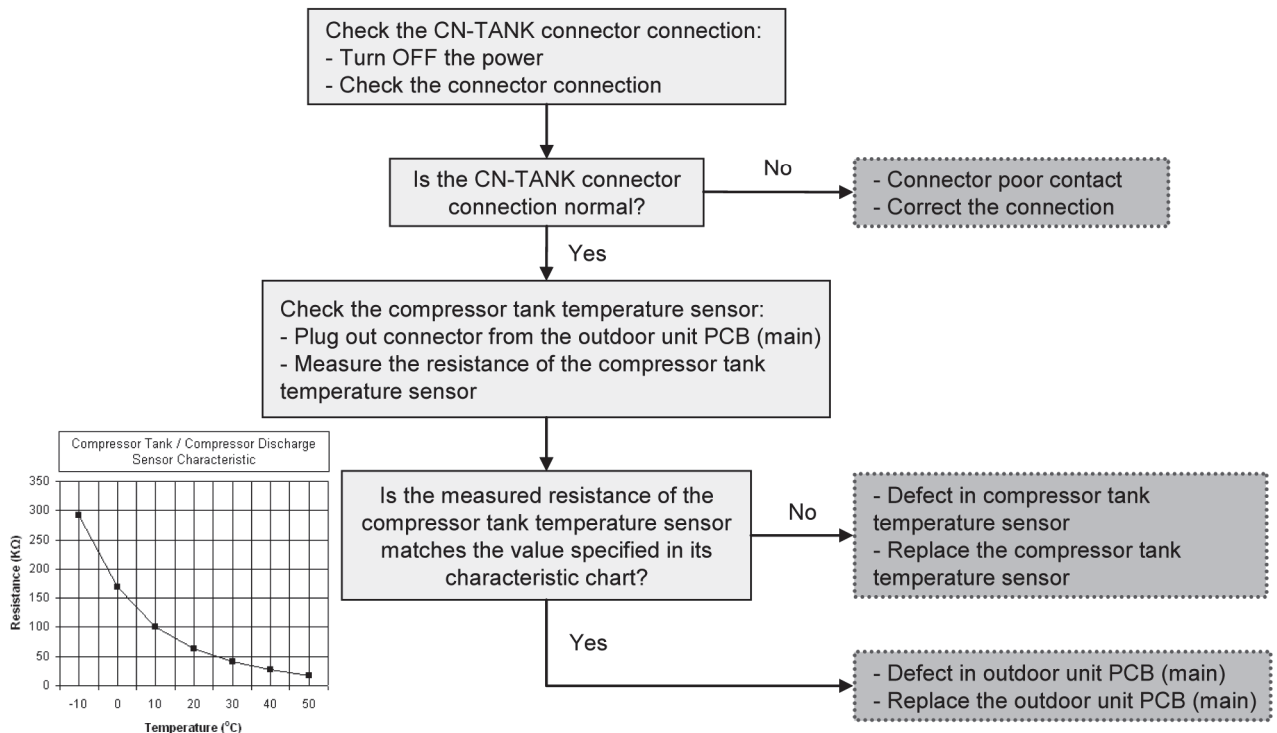 Check the CN-TANK connector connection:
- Turn OFF the power
- Check the connector connection
Is the CN-TANK connector
connection normal?
No
- Connector poor contact
- Correct the connection
Yes
Check the compressor tank temperature sensor:
- Plug out connector from the outdoor unit PCB (main)
- Measure the resistance of the compressor tank
temperature sensor
Compressor Tank / Compressor Discharge
Sensor Characteristic
Resistance (KΩ)
350
300
250
200
150
100
50
0
-10 0 10 20 30 40 50
Temperature (°C)
Is the measured resistance of the
compressor tank temperature sensor
matches the value specified in its
characteristic chart?
No
- Defect in compressor tank
temperature sensor
- Replace the compressor tank
temperature sensor
Yes
- Defect in outdoor unit PCB (main)
- Replace the outdoor unit PCB (main)